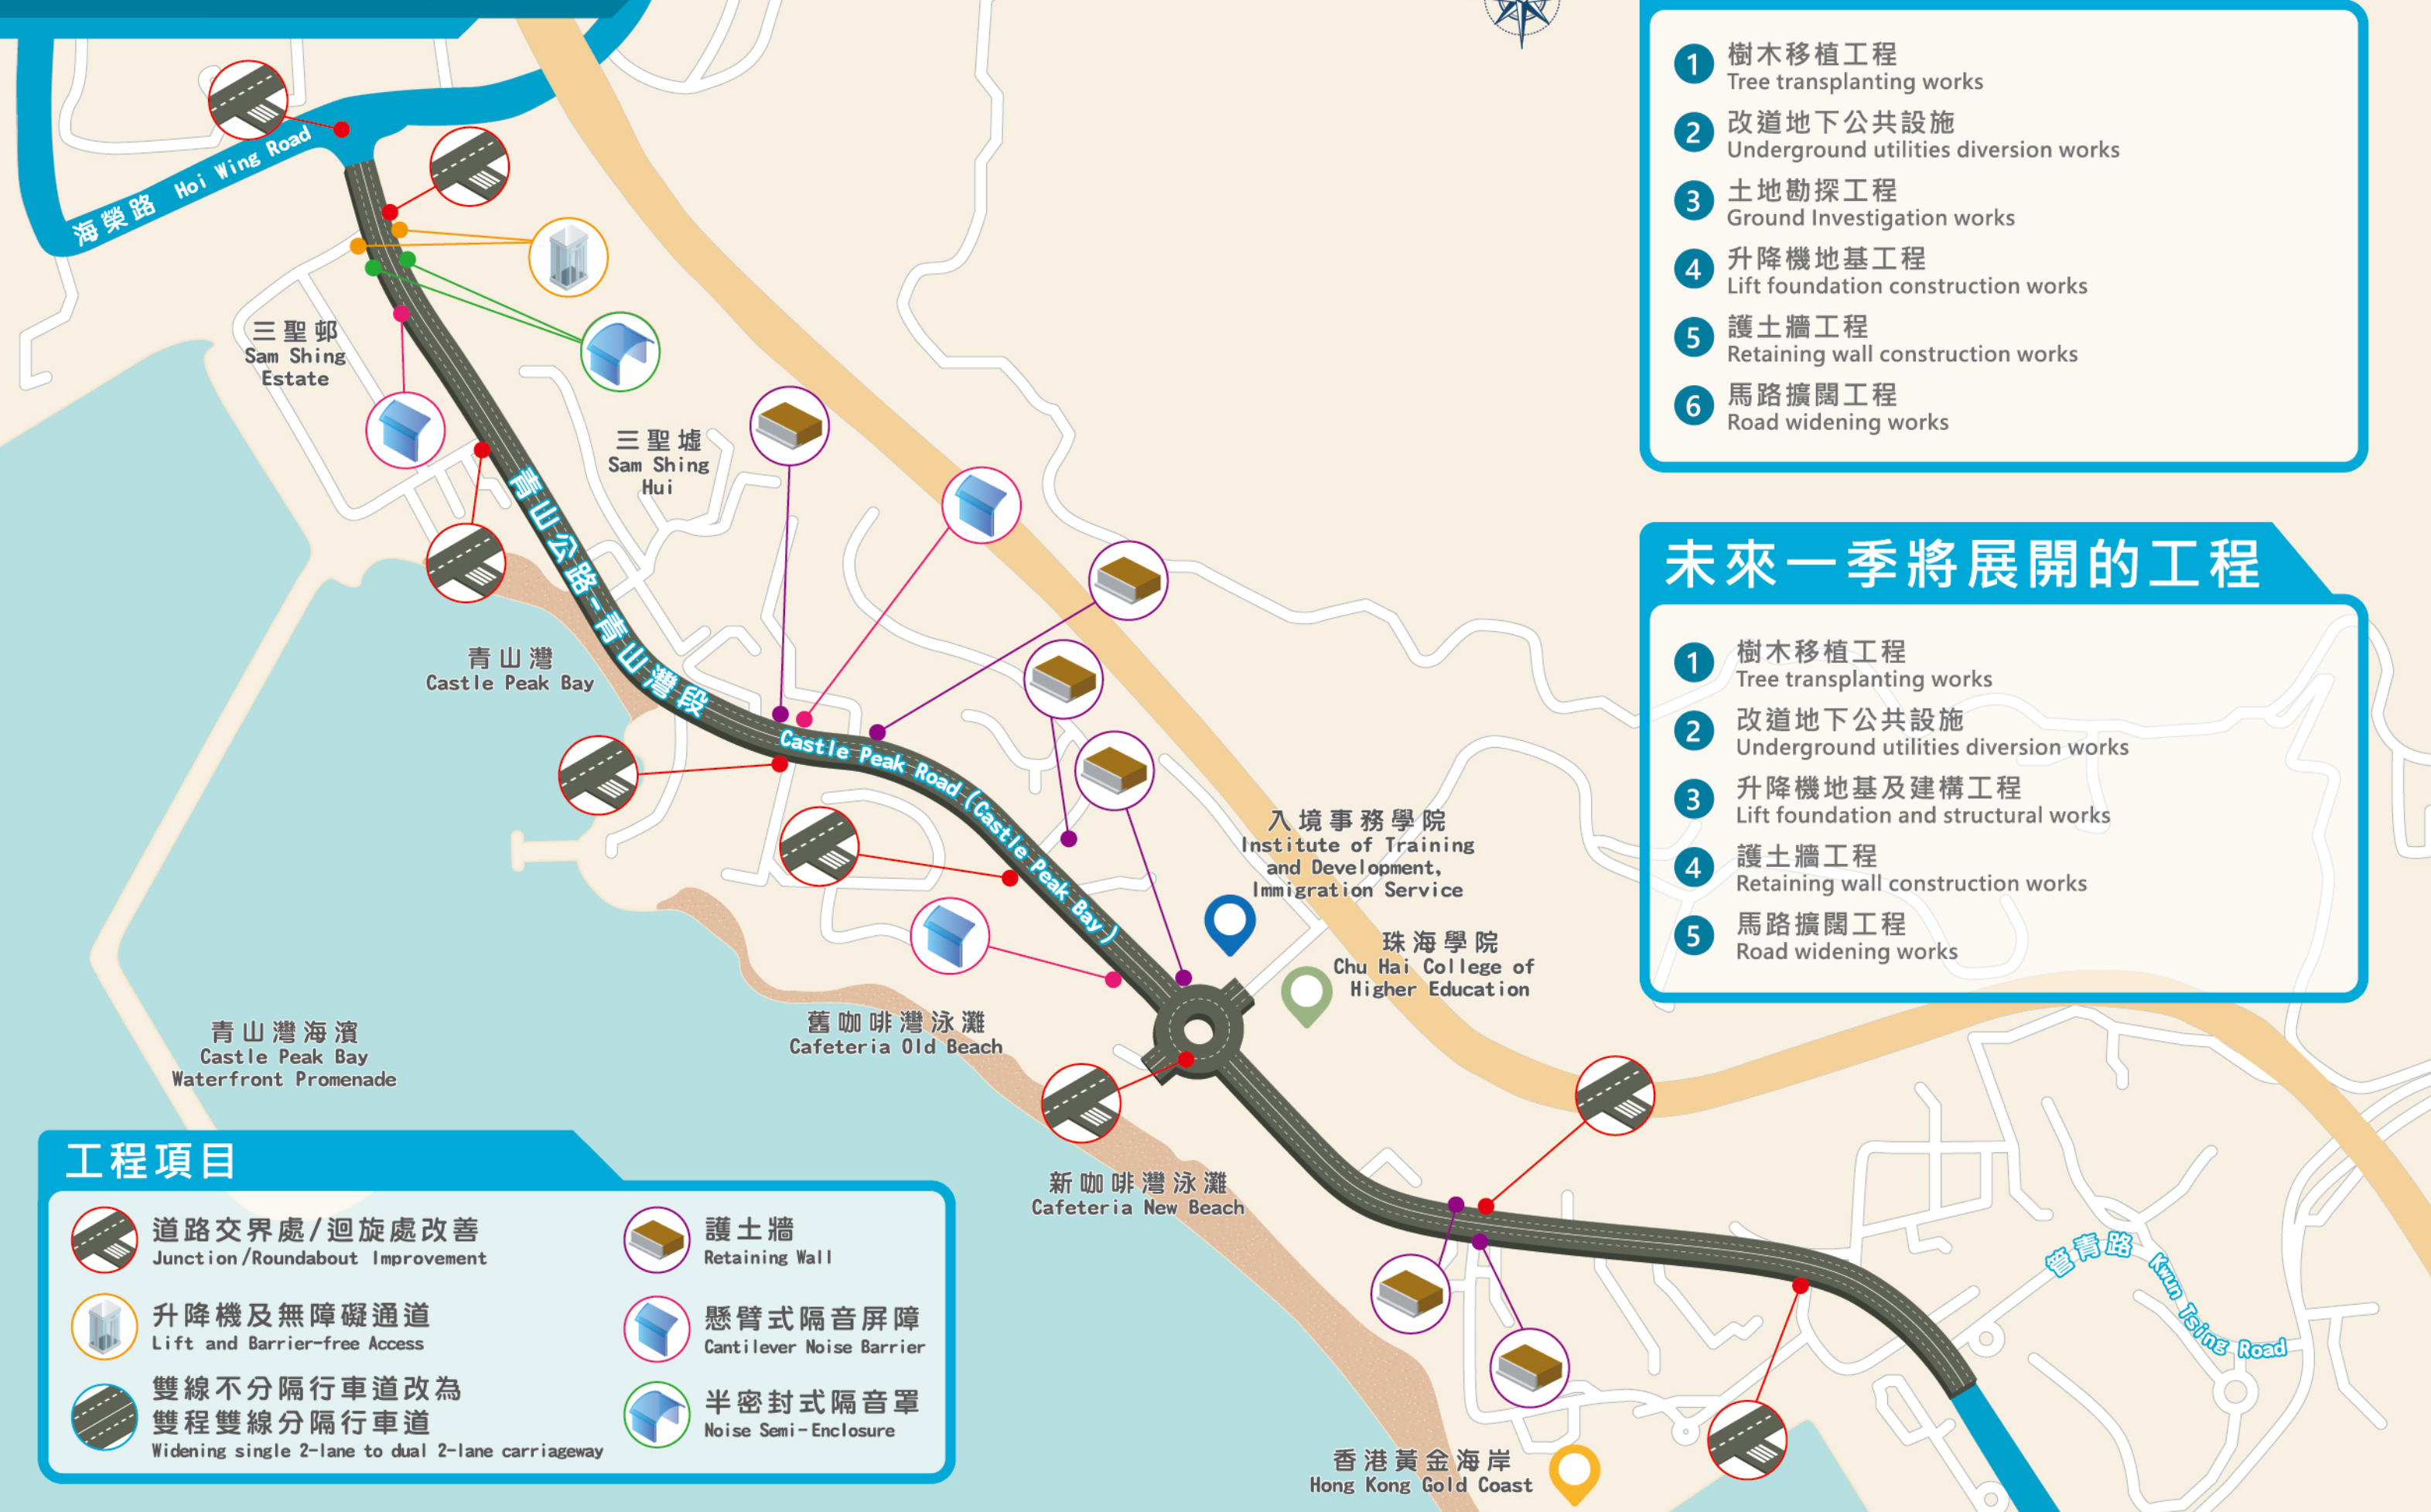 1
樹木移植工程
Tree transplanting works
2
改道地下公共設施
Underground utilities diversion works
3
土地勘探工程
Ground Investigation works
4
升降機地基工程
Lift foundation construction works
5
護土牆工程
Retaining wall construction works
6
馬路擴闊工程
Road widening works
海榮路 Hoi Wing Road
三聖邨
Sam Shing
Estate
三聖墟
Sam Shing
Hui
青山公路-青山灣段
Castle Peak Road (Castle Peak Bay)
青山灣
Castle Peak Bay
未來一季將展開的工程
1
樹木移植工程
Tree transplanting works
2
改道地下公共設施
Underground utilities diversion works
3
升降機地基及建構工程
Lift foundation and structural works
4
護土牆工程
Retaining wall construction works
5
馬路擴闊工程
Road widening works
入境事務學院
Institute of Training
and Development,
Immigration Service
珠海學院
Chu Hai College of
Higher Education
舊咖啡灣泳灘
Cafeteria Old Beach
青山灣海濱
Castle Peak Bay
Waterfront Promenade
新咖啡灣泳灘
Cafeteria New Beach
管青路 Kwun Tsing Road
香港黃金海岸
Hong Kong Gold Coast
工程項目
道路交界處/迴旋處改善
Junction/Roundabout Improvement
升降機及無障礙通道
Lift and Barrier-free Access
雙線不分隔行車道改為
雙程雙線分隔行車道
Widening single 2-lane to dual 2-lane carriageway
護土牆
Retaining Wall
懸臂式隔音屏障
Cantilever Noise Barrier
半密封式隔音罩
Noise Semi-Enclosure